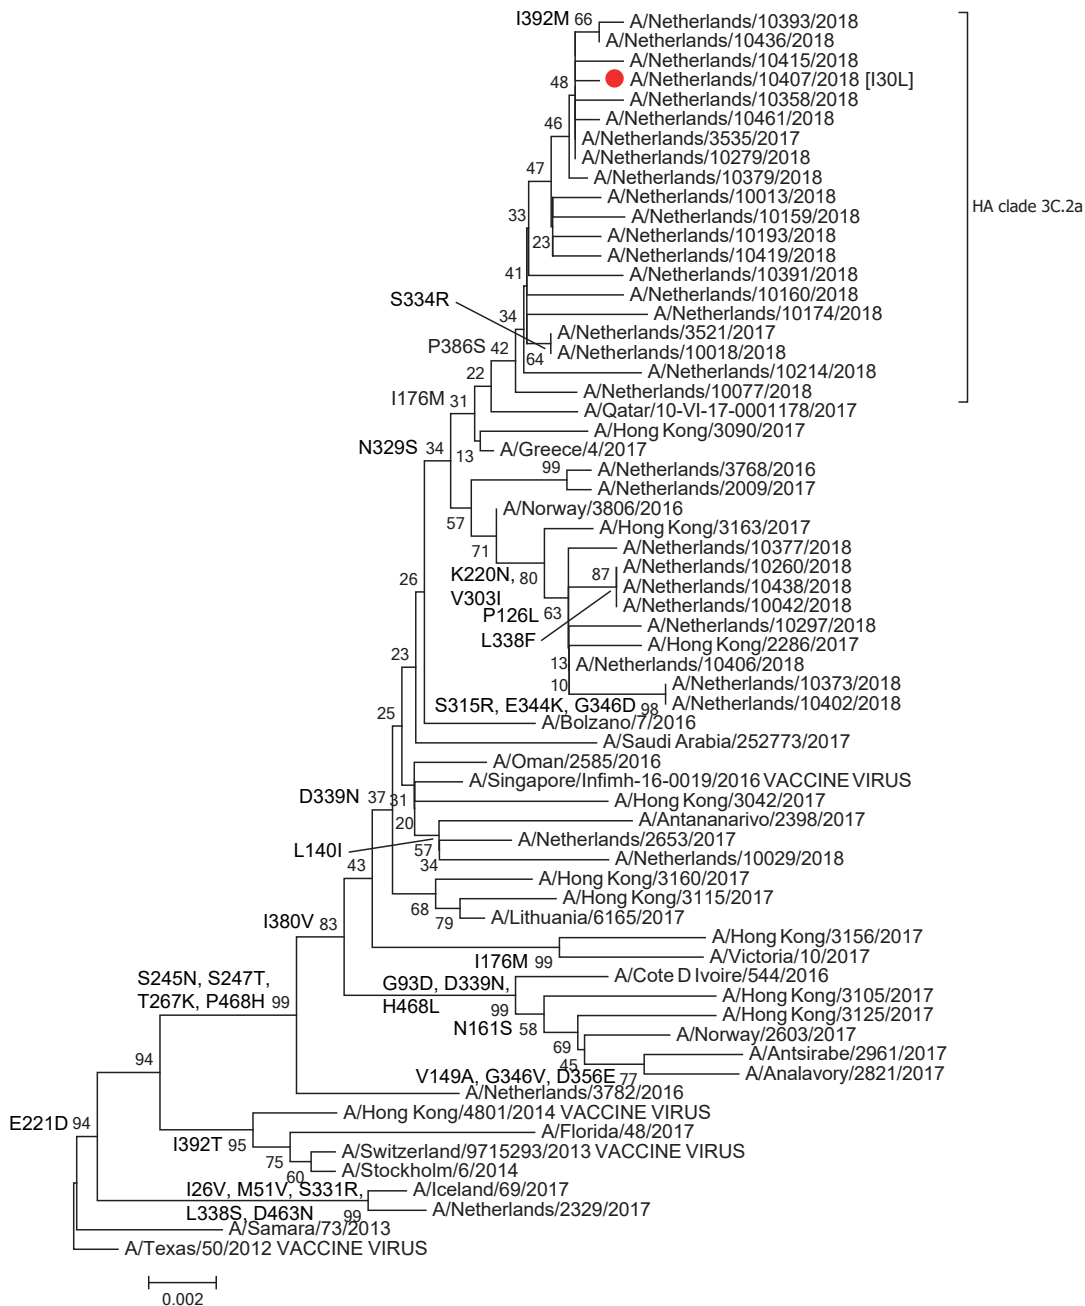 I392M 66 A/Netherlands/10393/2018
A/Netherlands/10436/2018
A/Netherlands/10415/2018
48 A/Netherlands/10407/2018 [I30L]
A/Netherlands/10358/2018
A/Netherlands/10461/2018
46 A/Netherlands/3535/2017
A/Netherlands/10279/2018
47 A/Netherlands/10379/2018
A/Netherlands/10013/2018
HA clade 3C.2a
33 A/Netherlands/10159/2018
23 A/Netherlands/10193/2018
A/Netherlands/10419/2018
41 A/Netherlands/10391/2018
S334R A/Netherlands/10160/2018
34 A/Netherlands/10174/2018
A/Netherlands/3521/2017
P386S 42 64 A/Netherlands/10018/2018
22 A/Netherlands/10214/2018
I176M 31 A/Netherlands/10077/2018
A/Qatar/10-VI-17-0001178/2017
A/Hong Kong/3090/2017
N329S 34 13 A/Greece/4/2017
99 A/Netherlands/3768/2016
A/Netherlands/2009/2017
A/Norway/3806/2016
57 A/Hong Kong/3163/2017
71 A/Netherlands/10377/2018
A/Netherlands/10260/2018
26 K220N, 80 87 A/Netherlands/10438/2018
V303I A/Netherlands/10042/2018
P126L 63 A/Netherlands/10297/2018
L338F A/Hong Kong/2286/2017
23 13 A/Netherlands/10406/2018
10 A/Netherlands/10373/2018
S315R, E344K, G346D 98 A/Netherlands/10402/2018
25 A/Bolzano/7/2016
A/Saudi Arabia/252773/2017
A/Oman/2585/2016
A/Singapore/Infimh-16-0019/2016 VACCINE VIRUS
D339N 37 31 A/Hong Kong/3042/2017
20 A/Antananarivo/2398/2017
L140I 57 A/Netherlands/2653/2017
43 34 A/Netherlands/10029/2018
A/Hong Kong/3160/2017
68 A/Hong Kong/3115/2017
I380V 83 79 A/Lithuania/6165/2017
A/Hong Kong/3156/2017
I176M 99 A/Victoria/10/2017
S245N, S247T, G93D, D339N, A/Cote D Ivoire/544/2016
T267K, P468H 99 H468L 99 A/Hong Kong/3105/2017
N161S 58 A/Hong Kong/3125/2017
69 A/Norway/2603/2017
94 45 A/Antsirabe/2961/2017
V149A, G346V, D356E 77 A/Analavory/2821/2017
A/Netherlands/3782/2016
E221D 94 A/Hong Kong/4801/2014 VACCINE VIRUS
I392T 95 A/Florida/48/2017
75 A/Switzerland/9715293/2013 VACCINE VIRUS
60 A/Stockholm/6/2014
I26V, M51V, S331R, A/Iceland/69/2017
L338S, D463N 99 A/Netherlands/2329/2017
A/Samara/73/2013
A/Texas/50/2012 VACCINE VIRUS
0.002